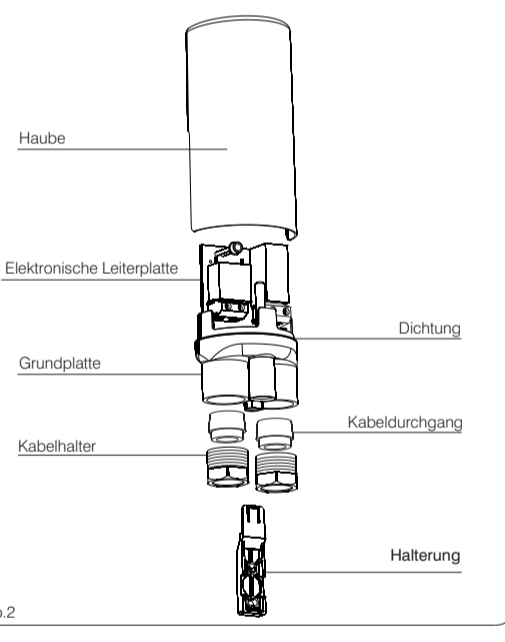 Haube
Elektronische Leiterplatte
Dichtung
Grundplatte
Kabeldurchgang
Kabelhalter
Halterung